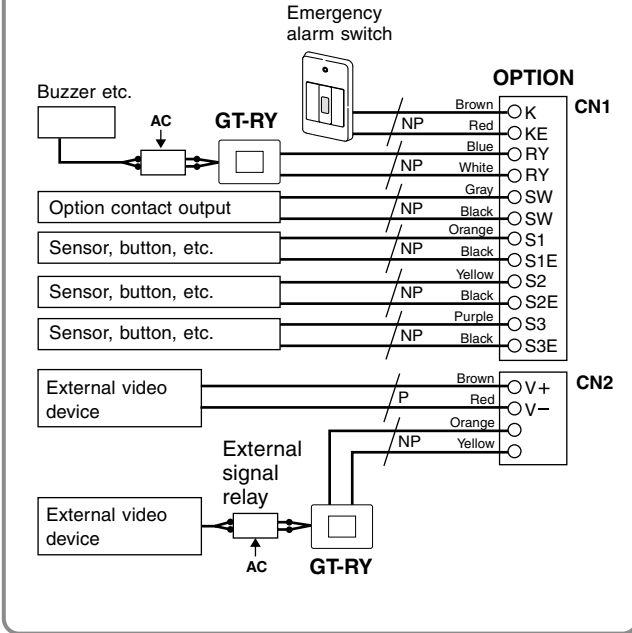 Emergency
alarm switch
OPTION
CN1
Buzzer etc.
AC
GT-RY
NP
Brown
K
Red
KE
NP
Blue
RY
White
RY
Option contact output
NP
Gray
SW
Black
SW
Sensor, button, etc.
NP
Orange
S1
Black
S1E
Sensor, button, etc.
NP
Yellow
S2
Black
S2E
Sensor, button, etc.
NP
Purple
S3
Black
S3E
External video
device
P
Brown
V+
CN2
Red
V−
NP
Orange
Yellow
External
signal
relay
External video
device
AC
GT-RY